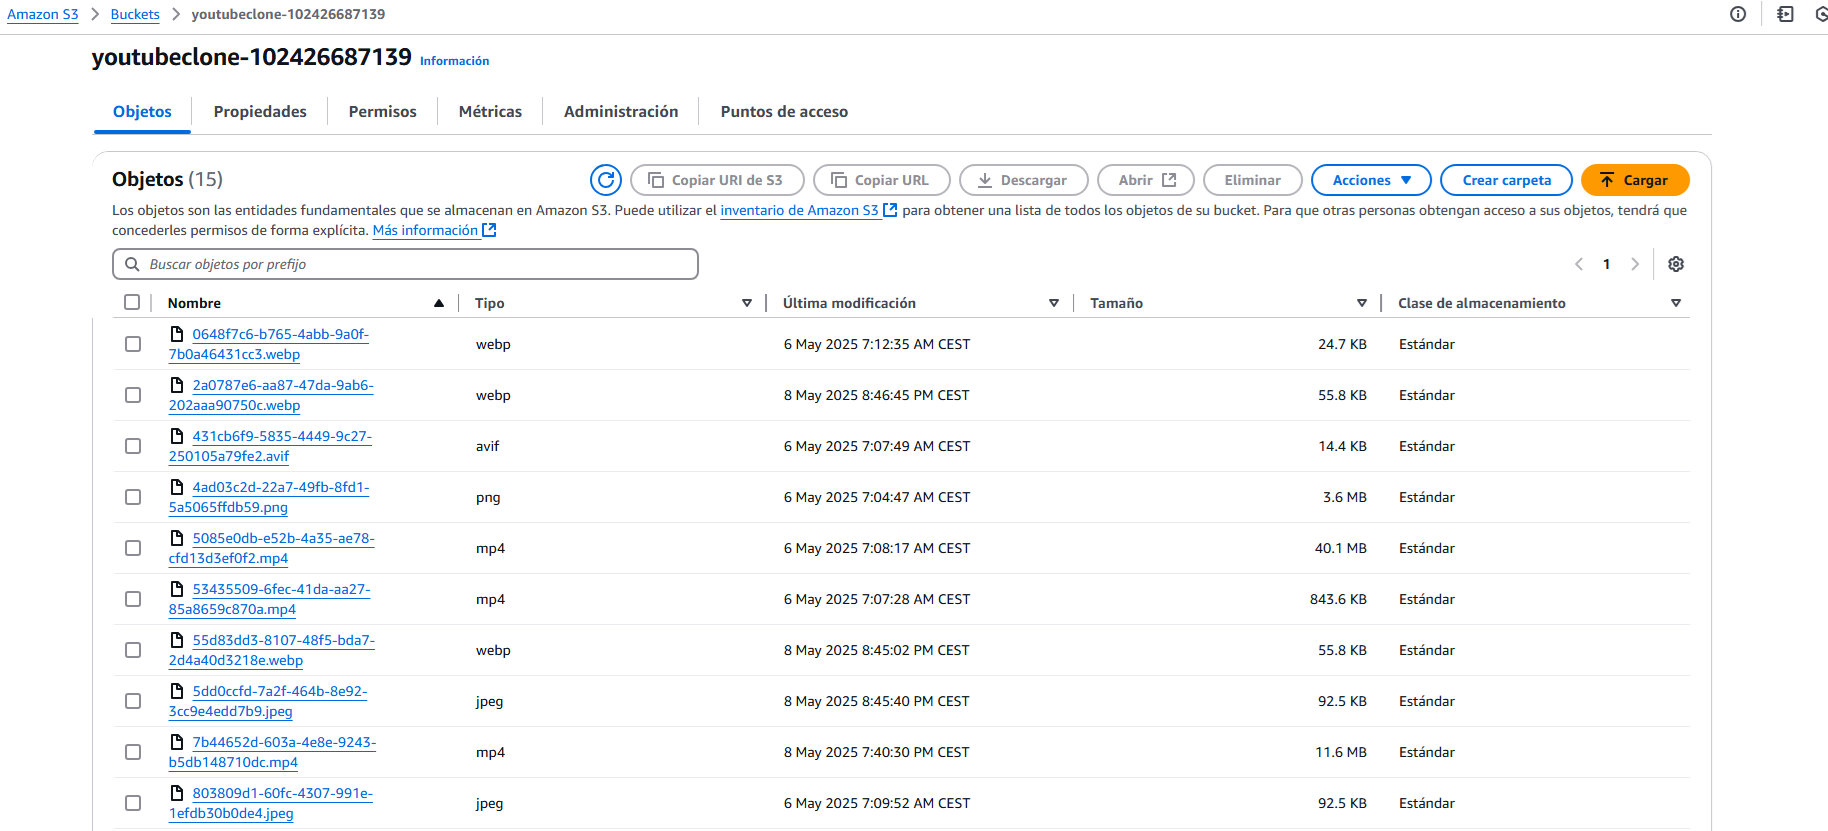 Amazon S3 > Buckets > youtubeclone-102426687139
youtubeclone-102426687139 Información
Objetos Propiedades Permisos Métricas Administración Puntos de acceso
Objetos (15) Copiar URI de S3 Copiar URL Descargar Abrir Eliminar Acciones Crear carpeta Cargar
Los objetos son las entidades fundamentales que se almacenan en Amazon S3. Puede utilizar el inventario de Amazon S3 para obtener una lista de todos los objetos de su bucket. Para que otras personas obtengan acceso a sus objetos, tendrá que
concederles permisos de forma explícita. Más información
Buscar objetos por prefijo 1
Nombre Tipo Última modificación Tamaño Clase de almacenamiento
0648f7c6-b765-4abb-9a0f-
7b0a46431cc3.webp
webp 6 May 2025 7:12:35 AM CEST 24.7 KB Estándar
2a0787e6-aa87-47da-9ab6-
202aaa90750c.webp
webp 8 May 2025 8:46:45 PM CEST 55.8 KB Estándar
431cb6f9-5835-4449-9c27-
250105a79fe2.avif
avif 6 May 2025 7:07:49 AM CEST 14.4 KB Estándar
4ad03c2d-22a7-49fb-8fd1-
5a5065ffdb59.png
png 6 May 2025 7:04:47 AM CEST 3.6 MB Estándar
5085e0db-e52b-4a35-ae78-
cfd13d3ef0f2.mp4
mp4 6 May 2025 7:08:17 AM CEST 40.1 MB Estándar
53435509-6fec-41da-aa27-
85a8659c870a.mp4
mp4 6 May 2025 7:07:28 AM CEST 843.6 KB Estándar
55d83dd3-8107-48f5-bda7-
2d4a40d3218e.webp
webp 8 May 2025 8:45:02 PM CEST 55.8 KB Estándar
5dd0ccfd-7a2f-464b-8e92-
3cc9e4edd7b9.jpeg
jpeg 8 May 2025 8:45:40 PM CEST 92.5 KB Estándar
7b44652d-603a-4e8e-9243-
b5db148710dc.mp4
mp4 8 May 2025 7:40:30 PM CEST 11.6 MB Estándar
803809d1-60fc-4307-991e-
1efdb30b0de4.jpeg
jpeg 6 May 2025 7:09:52 AM CEST 92.5 KB Estándar